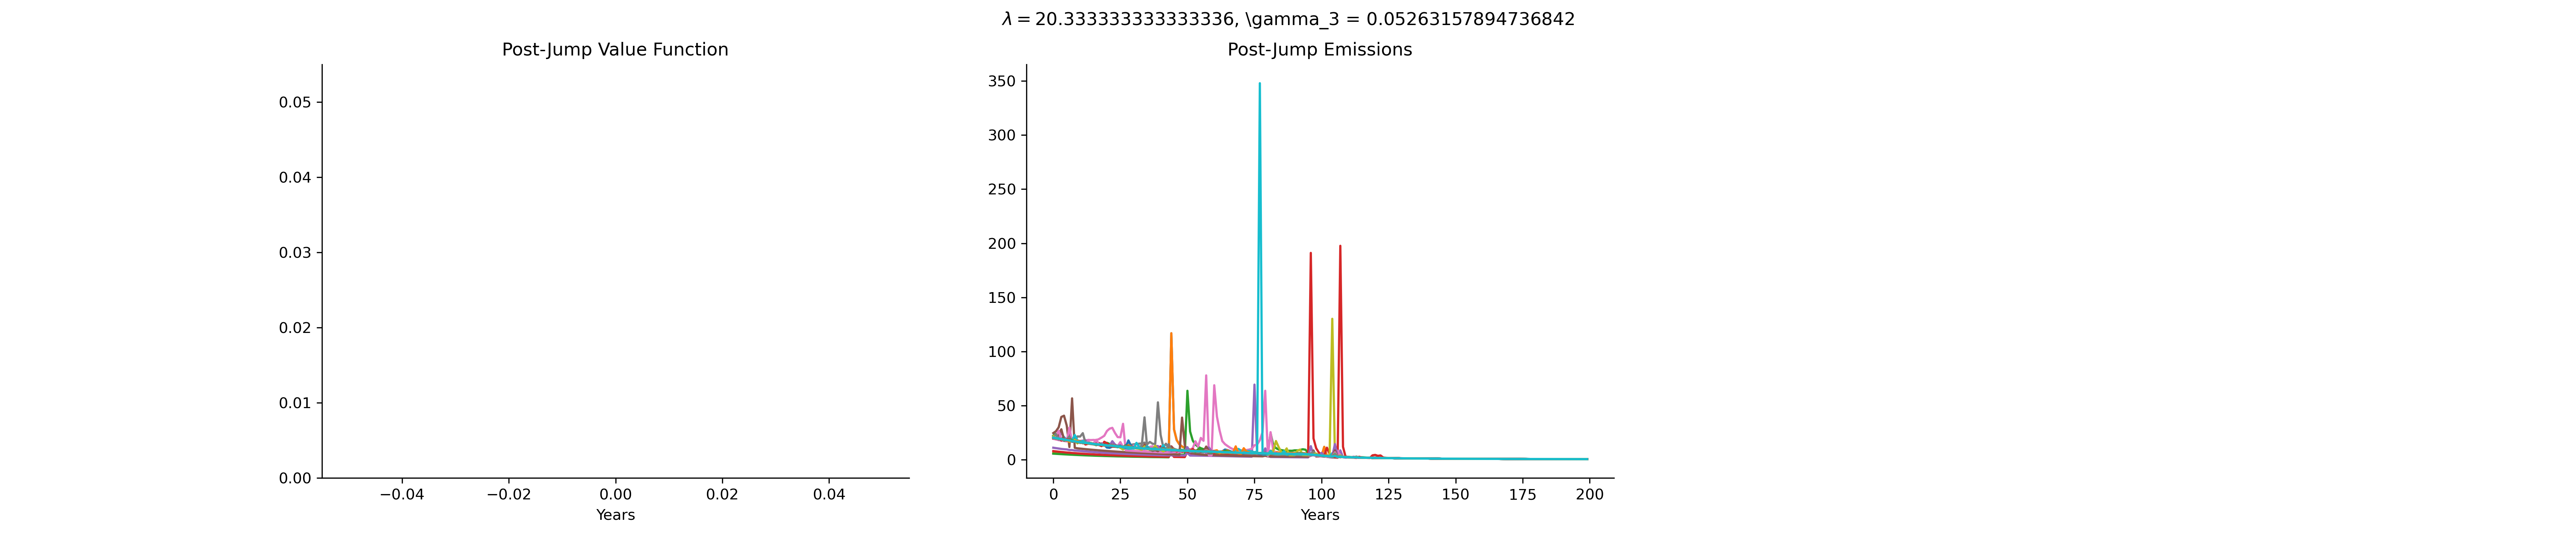 λ = 20.333333333333336, \gamma_3 = 0.05263157894736842
Post-Jump Value Function
0.05
0.04
0.03
0.02
0.01
0.00
−0.04 −0.02 0.00 0.02 0.04
Years
Post-Jump Emissions
350
300
250
200
150
100
50
0
0 25 50 75 100 125 150 175 200
Years